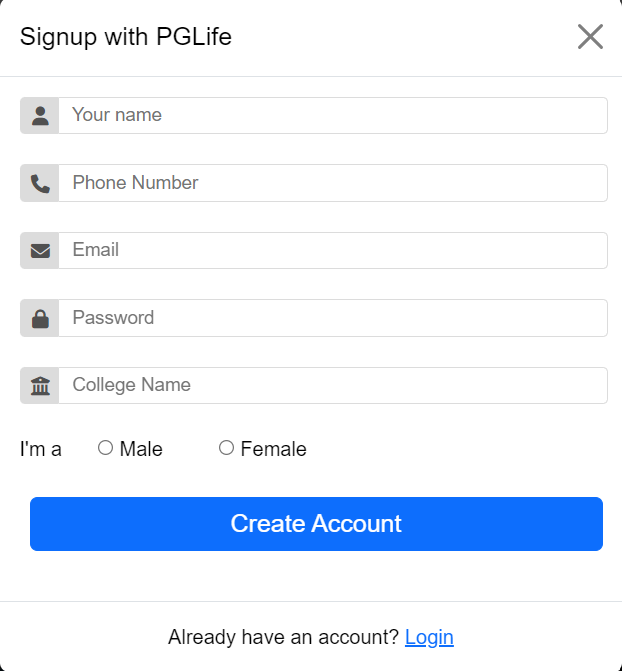 Signup with PGLife
Your name
Phone Number
Email
Password
College Name
I'm a Male Female
Create Account
Already have an account? Login